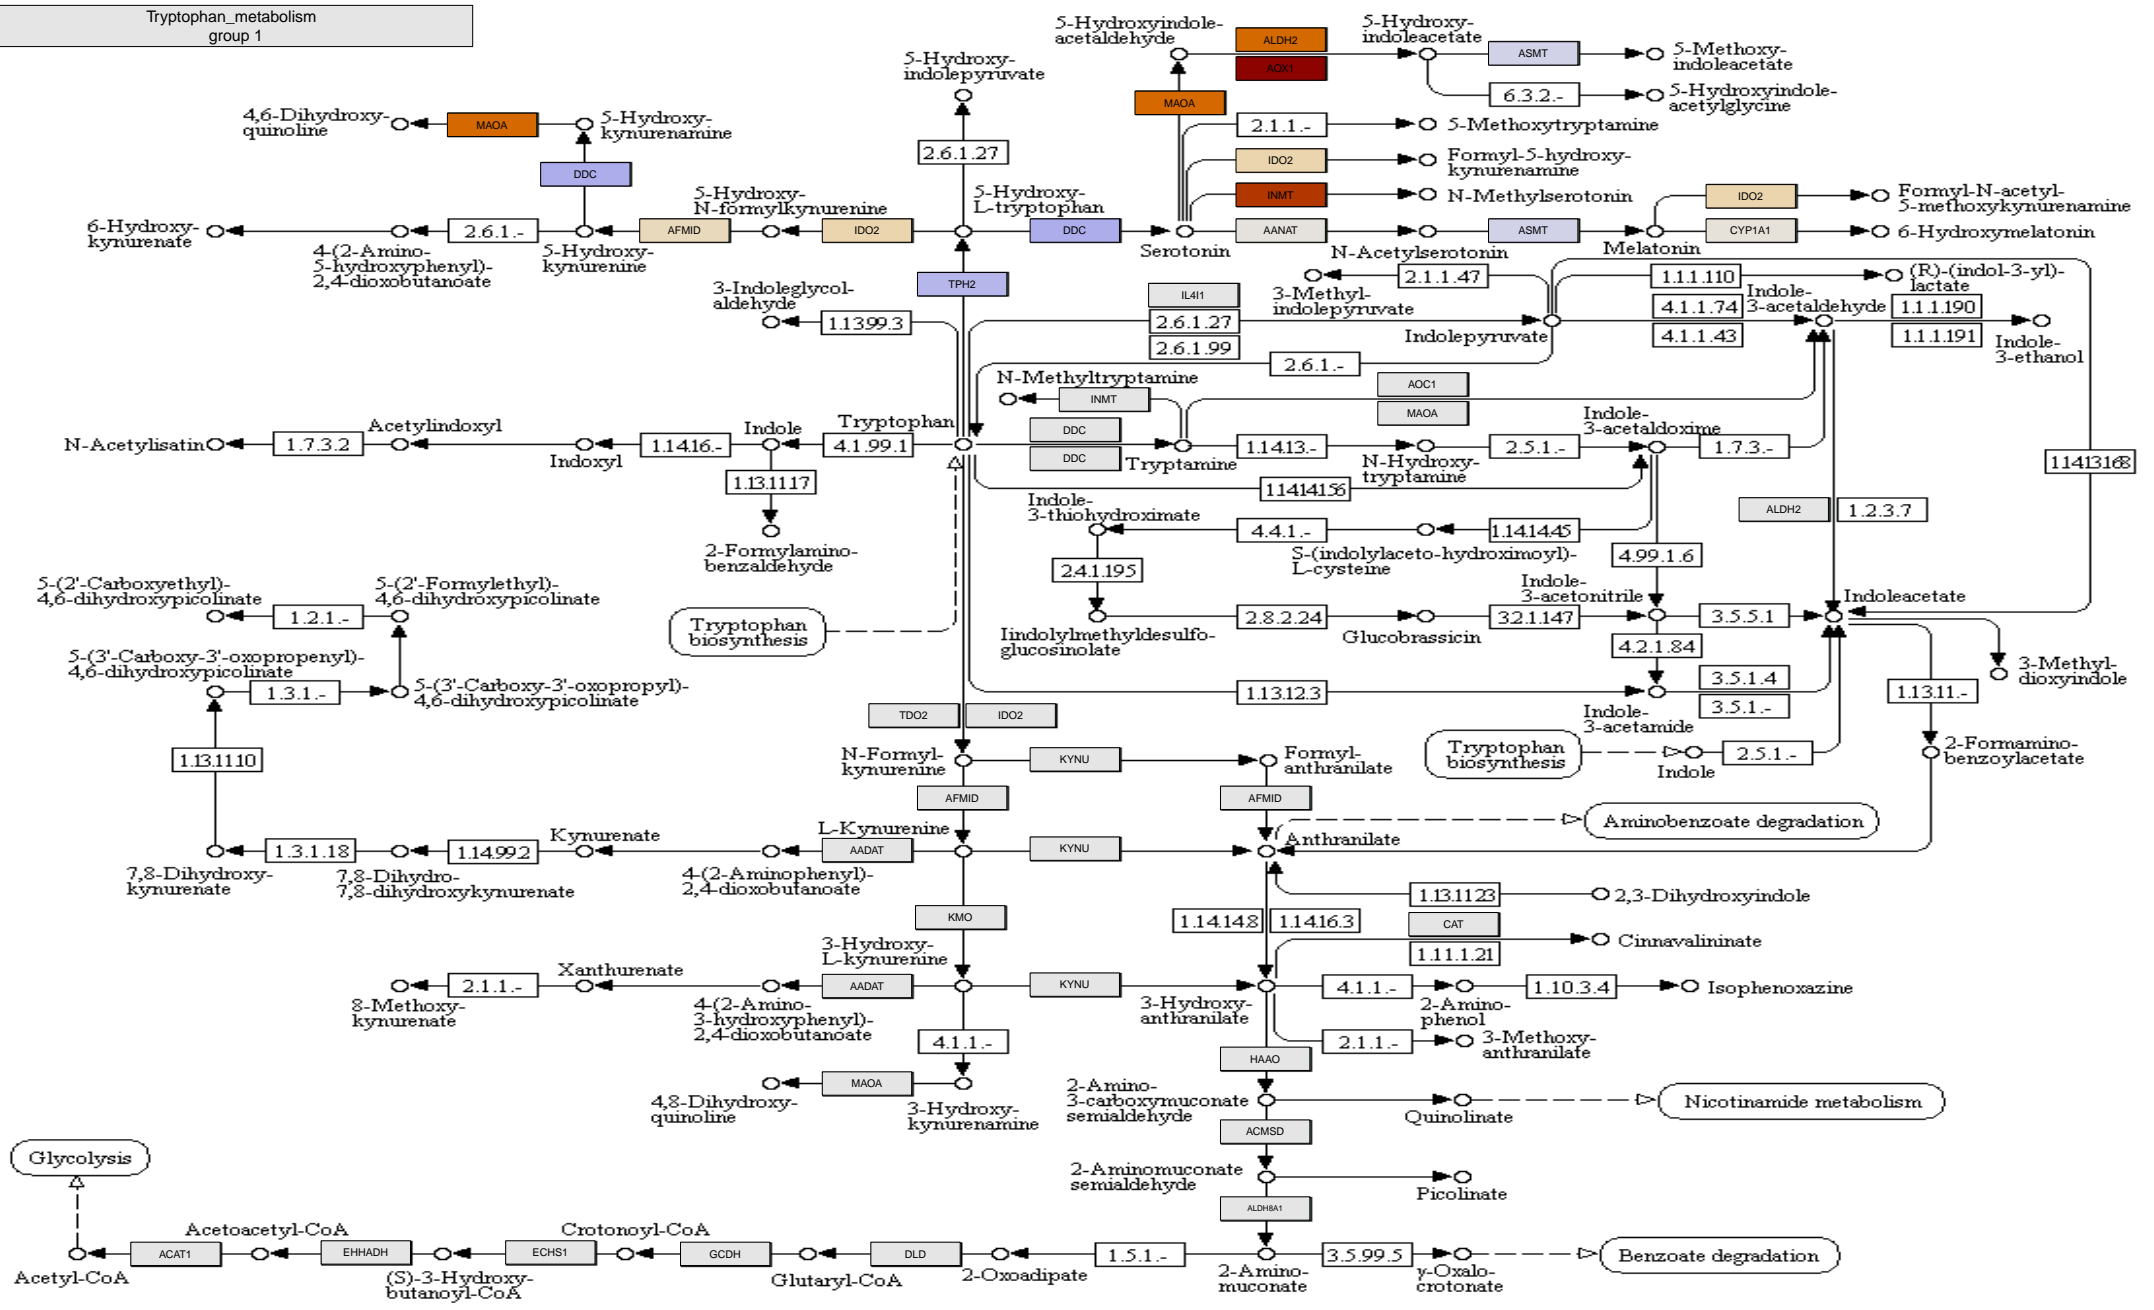 Tryptophan_metabolism
group 1
5-Hydroxyindole-
acetaldehyde
ALDH2
AOX1
5-Hydroxy-
indoleacetate
ASMT
5-Methoxy-
indoleacetate
6.3.2.-
5-Hydroxyindole-
acetylglycine
5-Hydroxy-
indolepyruvate
MAOA
4,6-Dihydroxy-
quinoline
MAOA
5-Hydroxy-
kynurenamine
2.6.1.27
2.1.1.-
5-Methoxytryptamine
IDO2
Formyl-5-hydroxy-
kynurenamine
DDC
INMT
N-Methylserotonin
5-Hydroxy-
N-formylkynurenine
5-Hydroxy-
L-tryptophan
IDO2
Formyl-N-acetyl-
5-methoxykynurenamine
6-Hydroxy-
kynurenate
2.6.1.-
AFMID
IDO2
DDC
AANAT
ASMT
CYP1A1
6-Hydroxymelatonin
4-(2-Amino-
5-hydroxyphenyl)-
2,4-dioxobutanoate
5-Hydroxy-
kynurenine
Serotonin
N-Acetylserotonin
Melatonin
TPH2
3-Indoleglycol-
aldehyde
1.13.99.3
IL4I1
2.6.1.27
2.6.1.99
3-Methyl-
indolepyruvate
2.1.1.47
1.1.1.110
(R)-(indol-3-yl)-
lactate
Indolepyruvate
4.1.1.74
4.1.1.43
Indole-
3-acetaldehyde
1.1.1.190
1.1.1.191
Indole-
3-ethanol
2.6.1.-
N-Methyltryptamine
INMT
AOC1
MAOA
N-Acetylisatin
1.7.3.2
Acetylindoxyl
Indoxyl
1.14.16.-
Indole
4.1.99.1
Tryptophan
DDC
DDC
Tryptamine
1.14.13.-
N-Hydroxy-
tryptamine
2.5.1.-
Indole-
3-acetaldoxime
1.7.3.-
1.14.13.168
1.13.11.17
1.14.14.156
2-Formylamino-
benzaldehyde
Indole-
3-thiohydroximate
4.4.1.-
1.14.14.45
S-(indolylaceto-hydroximoyl)-
L-cysteine
ALDH2
1.2.3.7
2.4.1.195
4.99.1.6
5-(2'-Carboxyethyl)-
4,6-dihydroxypicolinate
5-(2'-Formylethyl)-
4,6-dihydroxypicolinate
1.2.1.-
Tryptophan
biosynthesis
Iindolylmethyldesulfo-
glucosinolate
2.8.2.24
Glucobrassicin
3.2.1.147
Indole-
3-acetonitrile
3.5.5.1
Indoleacetate
4.2.1.84
5-(3'-Carboxy-3'-oxopropenyl)-
4,6-dihydroxypicolinate
1.3.1.-
5-(3'-Carboxy-3'-oxopropyl)-
4,6-dihydroxypicolinate
1.13.12.3
Indole-
3-acetamide
3.5.1.4
3.5.1.-
1.13.11.-
3-Methyl-
dioxyindole
TDO2
IDO2
1.13.11.10
N-Formyl-
kynurenine
KYNU
Formyl-
anthranilate
Tryptophan
biosynthesis
Indole
2.5.1.-
2-Formamino-
benzoylacetate
AFMID
AFMID
Aminobenzoate degradation
7,8-Dihydroxy-
kynurenate
1.3.1.18
7,8-Dihydro-
7,8-dihydroxykynurenate
1.14.99.2
Kynurenate
4-(2-Aminophenyl)-
2,4-dioxobutanoate
AADAT
L-Kynurenine
KYNU
Anthranilate
1.13.11.23
2,3-Dihydroxyindole
KMO
1.14.14.8
1.14.16.3
CAT
1.11.1.21
Cinnavalininate
8-Methoxy-
kynurenate
2.1.1.-
Xanthurenate
4-(2-Amino-
3-hydroxyphenyl)-
2,4-dioxobutanoate
AADAT
3-Hydroxy-
L-kynurenine
KYNU
3-Hydroxy-
anthranilate
4.1.1.-
2-Amino-
phenol
1.10.3.4
Isophenoxazine
4.1.1.-
2.1.1.-
3-Methoxy-
anthranilate
HAAO
4,8-Dihydroxy-
quinoline
MAOA
3-Hydroxy-
kynurenamine
2-Amino-
3-carboxymuconate
semialdehyde
Quinolinate
Nicotinamide metabolism
ACMSD
Glycolysis
2-Aminomuconate
semialdehyde
Picolinate
ALDH8A1
Acetyl-CoA
ACAT1
Acetoacetyl-CoA
EHHADH
(S)-3-Hydroxy-
butanoyl-CoA
ECHS1
Crotonoyl-CoA
GCDH
Glutaryl-CoA
DLD
2-Oxoadipate
1.5.1.-
2-Amino-
muconate
3.5.99.5
γ-Oxalo-
crotonate
Benzoate degradation